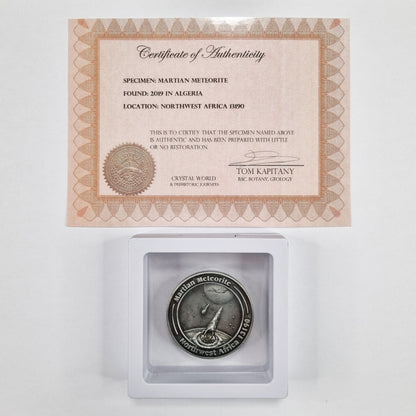 Certificate of Authenticity
SPECIMEN: MARTIAN METEORITE
FOUND: 2019 IN ALGERIA
LOCATION: NORTHWEST AFRICA 13190
THIS IS TO CERTIFY THAT THE SPECIMEN NAMED ABOVE
IS AUTHENTIC AND HAS BEEN PREPARED WITH LITTLE
OR NO RESTORATION.
TOM KAPITANY
BSC. BOTANY, GEOLOGY
CRYSTAL WORLD
& PREHISTORIC JOURNEYS
Martian Meteorite
Northwest Africa 13190